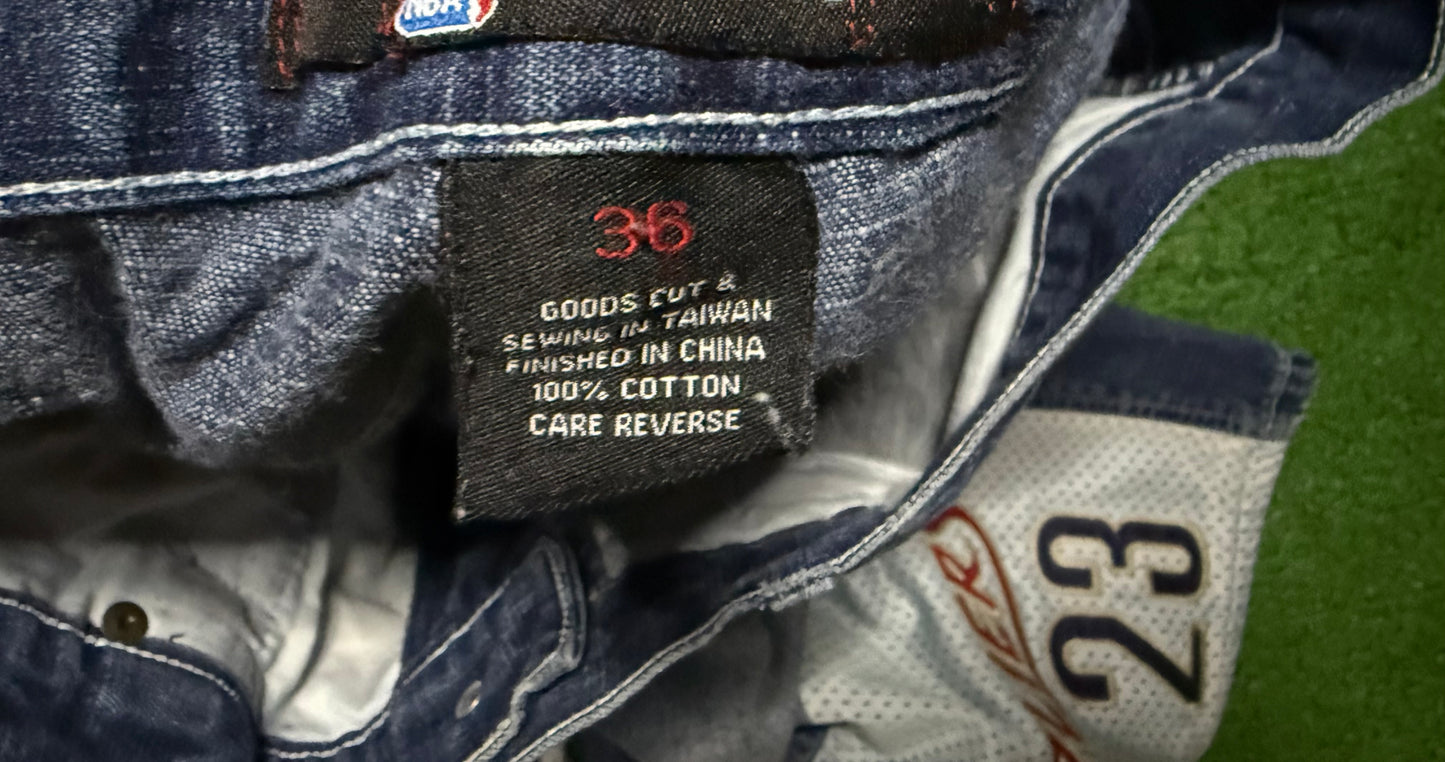 NBA
36
GOODS CUT &
SEWING IN TAIWAN
FINISHED IN CHINA
100% COTTON
CARE REVERSE
23